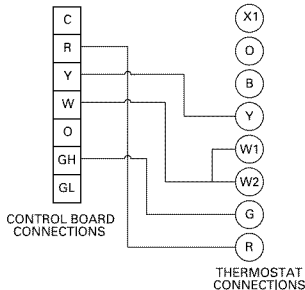 C
R
Y
W
O
GH
GL
CONTROL BOARD
CONNECTIONS
X1
O
B
Y
W1
W2
G
R
THERMOSTAT
CONNECTIONS